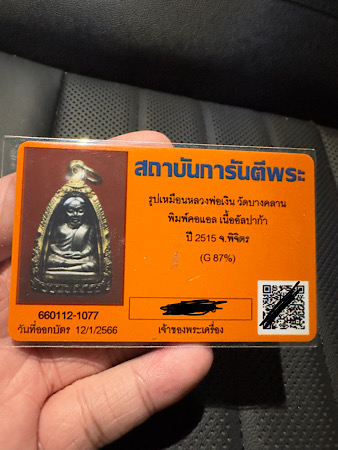 สถาบันการันตีพระ
รูปเหมือนหลวงพ่อเงิน วัดบางคลาน
พิมพ์คอแอล เนื้ออัลปาก้า
ปี 2515 จ.พิจิตร
(G 87%)
660112-1077
วันที่ออกบัตร 12/1/2566
เจ้าของพระเครื่อง